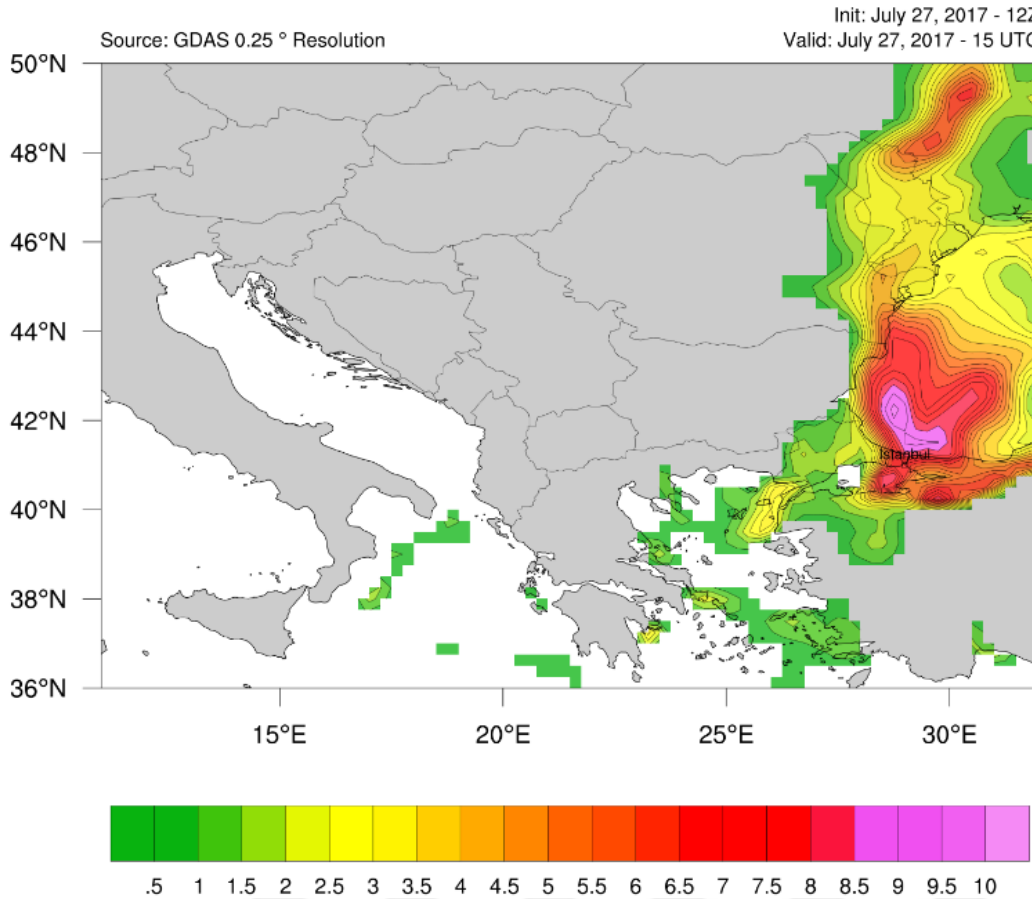 Init: July 27, 2017 - 12Z
Source: GDAS 0.25 ° Resolution
Valid: July 27, 2017 - 15 UTC
50°N
48°N
46°N
44°N
42°N
Istanbul
40°N
38°N
36°N
15°E 20°E 25°E 30°E
.5 1 1.5 2 2.5 3 3.5 4 4.5 5 5.5 6 6.5 7 7.5 8 8.5 9 9.5 10